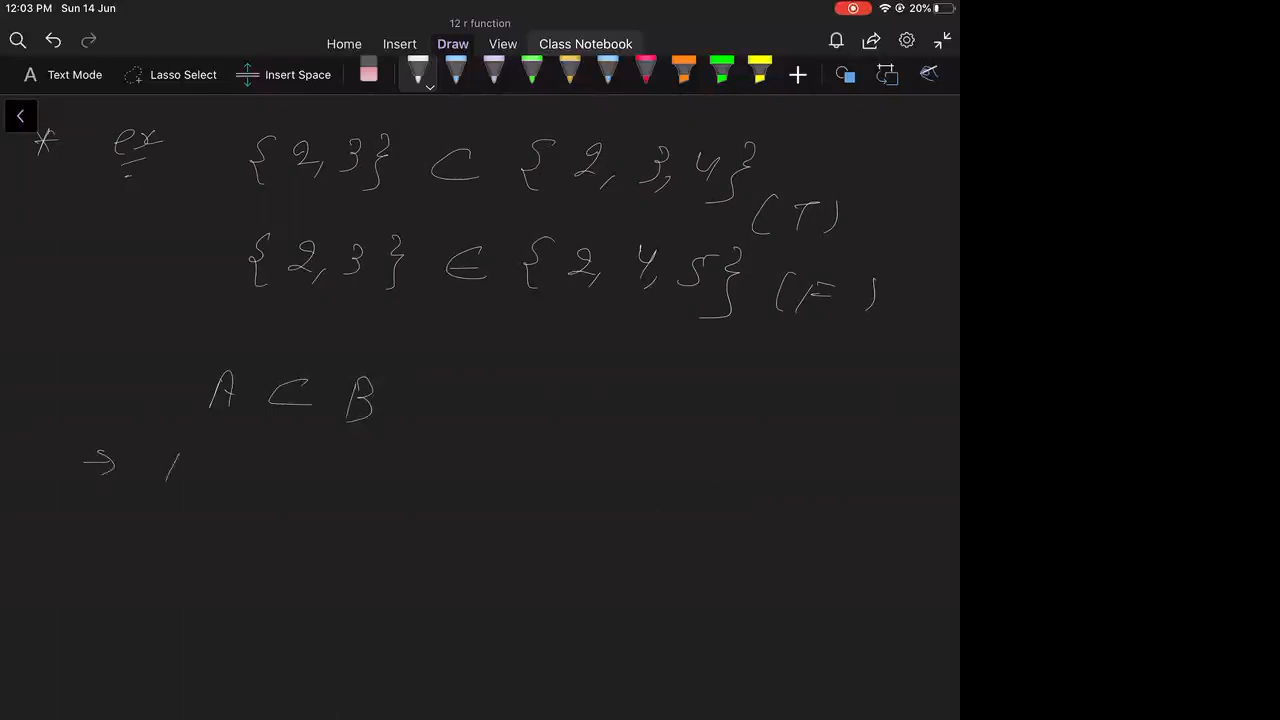 12:03 PM Sun 14 Jun
20%
12 r function
Home Insert Draw View Class Notebook
A Text Mode Lasso Select Insert Space
* ex {2, 3} ⊂ {2, 3, 4} (T)
{2, 3} ∈ {2, 4, 5} (F)
A ⊂ B
→ /